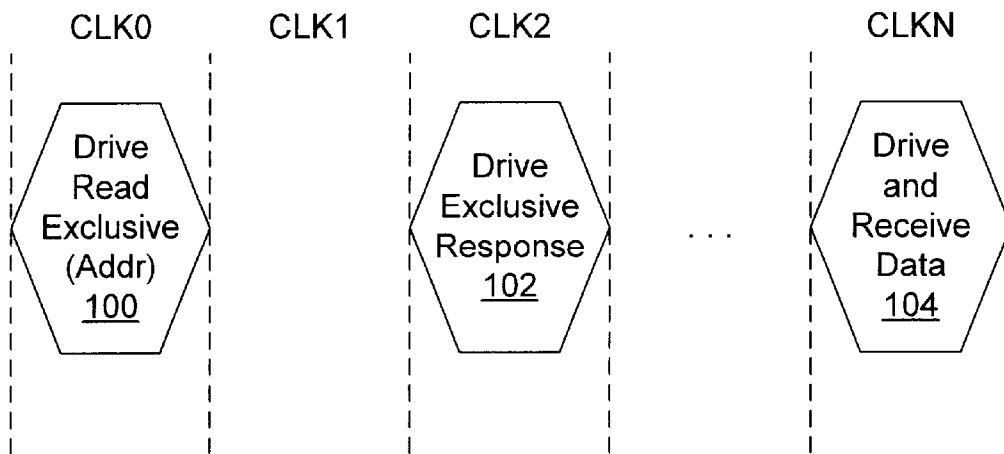 CLK0 CLK1 CLK2 CLKN
Drive
Read
Exclusive
(Addr)
100
Drive
Exclusive
Response
102
. . .
Drive
and
Receive
Data
104